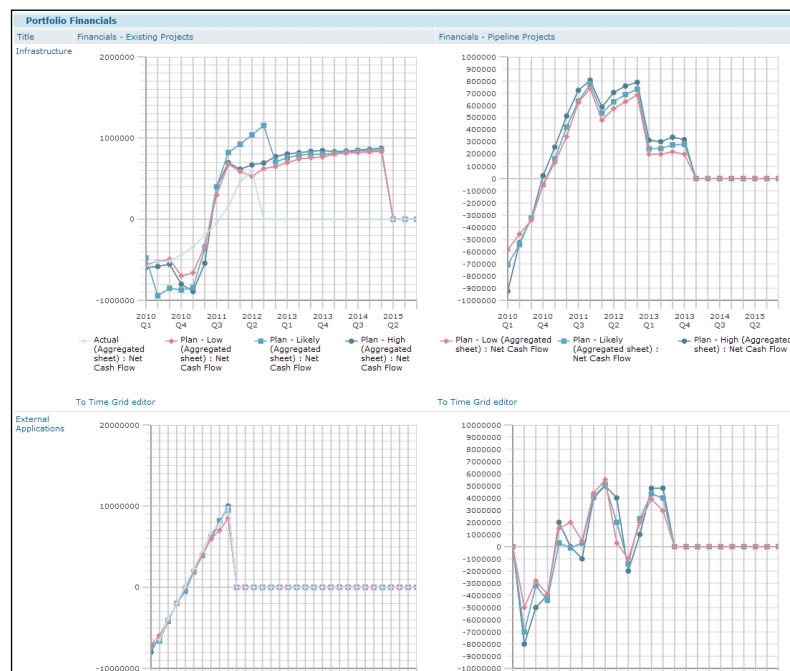 Portfolio Financials
Title Financials - Existing Projects Financials - Pipeline Projects
Infrastructure
2000000
1000000
0
-1000000
2010 Q1
2010 Q4
2011 Q3
2012 Q2
2013 Q1
2013 Q4
2014 Q3
2015 Q2
Actual (Aggregated sheet) : Net Cash Flow
Plan - Low (Aggregated sheet) : Net Cash Flow
Plan - Likely (Aggregated sheet) : Net Cash Flow
Plan - High (Aggregated sheet) : Net Cash Flow
1000000
900000
800000
700000
600000
500000
400000
300000
200000
100000
0
-100000
-200000
-300000
-400000
-500000
-600000
-700000
-800000
-900000
-1000000
2010 Q1
2010 Q4
2011 Q3
2012 Q2
2013 Q1
2013 Q4
2014 Q3
2015 Q2
Plan - Low (Aggregated sheet) : Net Cash Flow
Plan - Likely (Aggregated sheet) : Net Cash Flow
Plan - High (Aggregated sheet) : Net Cash Flow
To Time Grid editor To Time Grid editor
External
Applications
20000000
10000000
0
-10000000
10000000
9000000
8000000
7000000
6000000
5000000
4000000
3000000
2000000
1000000
0
-1000000
-2000000
-3000000
-4000000
-5000000
-6000000
-7000000
-8000000
-9000000
-10000000